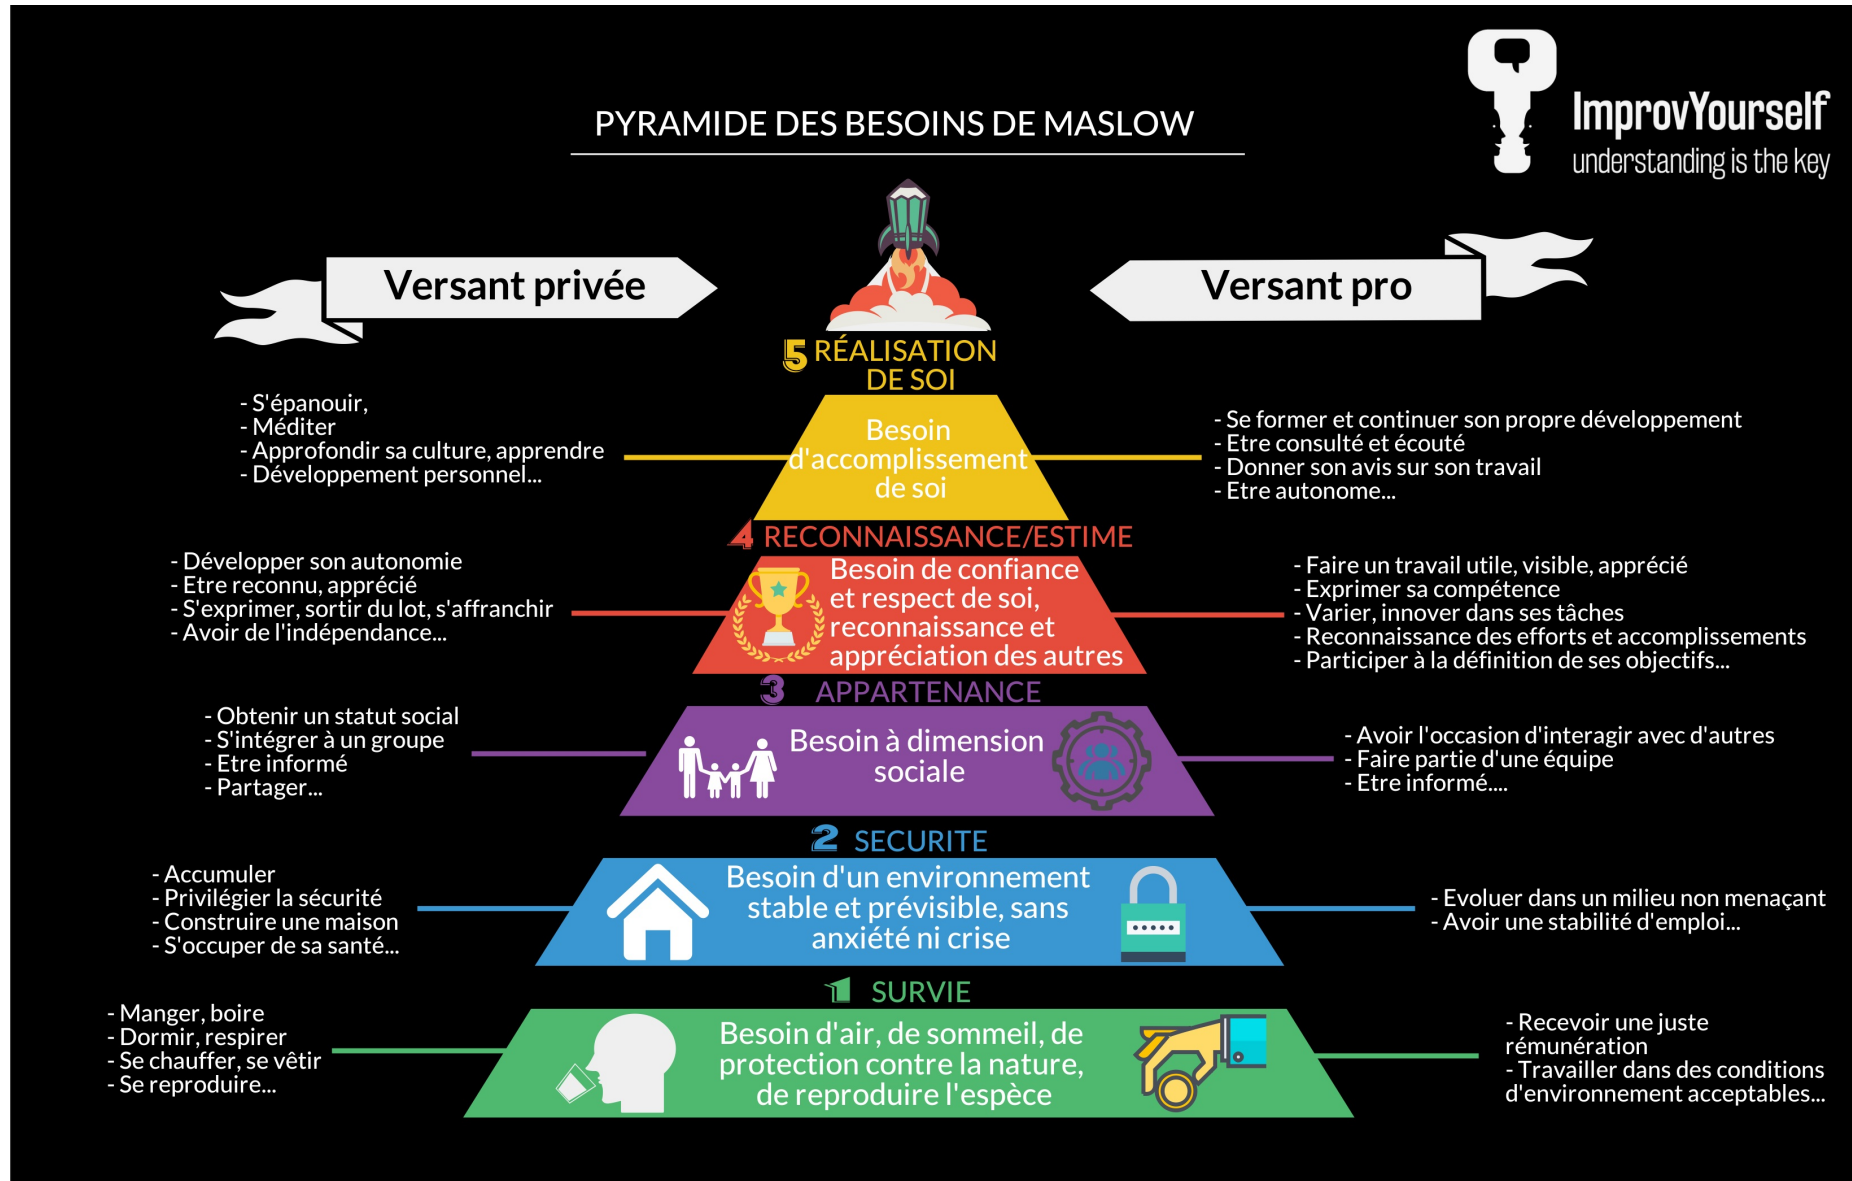 PYRAMIDE DES BESOINS DE MASLOW
ImprovYourself
understanding is the key
Versant privée
Versant pro
5 RÉALISATION
DE SOI
- S'épanouir,
- Méditer
- Approfondir sa culture, apprendre
- Développement personnel...
Besoin
d'accomplissement
de soi
- Se former et continuer son propre développement
- Etre consulté et écouté
- Donner son avis sur son travail
- Etre autonome...
4 RECONNAISSANCE/ESTIME
- Développer son autonomie
- Etre reconnu, apprécié
- S'exprimer, sortir du lot, s'affranchir
- Avoir de l'indépendance...
Besoin de confiance
et respect de soi,
reconnaissance et
appréciation des autres
- Faire un travail utile, visible, apprécié
- Exprimer sa compétence
- Varier, innover dans ses tâches
- Reconnaissance des efforts et accomplissements
- Participer à la définition de ses objectifs...
3 APPARTENANCE
- Obtenir un statut social
- S'intégrer à un groupe
- Etre informé
- Partager...
Besoin à dimension
sociale
- Avoir l'occasion d'interagir avec d'autres
- Faire partie d'une équipe
- Etre informé....
2 SECURITE
- Accumuler
- Privilégier la sécurité
- Construire une maison
- S'occuper de sa santé...
Besoin d'un environnement
stable et prévisible, sans
anxiété ni crise
- Evoluer dans un milieu non menaçant
- Avoir une stabilité d'emploi...
1 SURVIE
- Manger, boire
- Dormir, respirer
- Se chauffer, se vêtir
- Se reproduire...
Besoin d'air, de sommeil, de
protection contre la nature,
de reproduire l'espèce
- Recevoir une juste
rémunération
- Travailler dans des conditions
d'environnement acceptables...